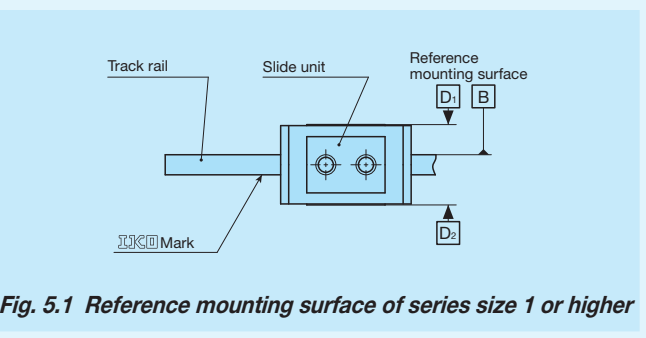 Track rail
Slide unit
Reference
mounting surface
D₁
B
IKO Mark
D₂
Fig. 5.1 Reference mounting surface of series size 1 or higher